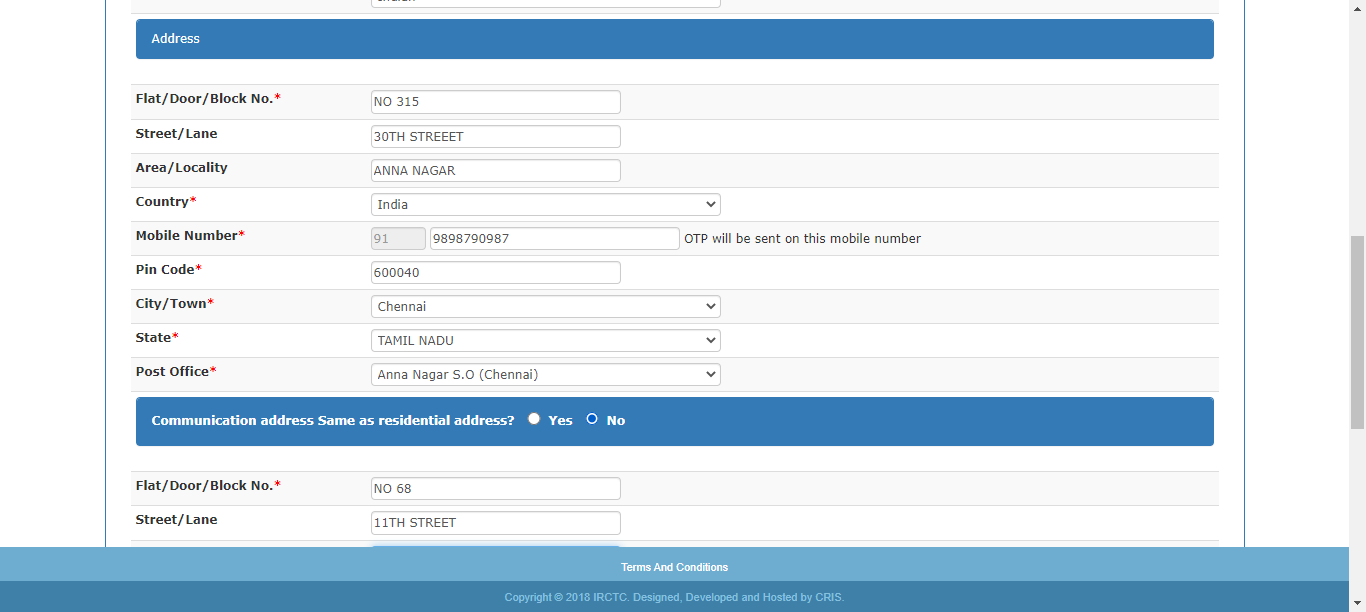 Address
Flat/Door/Block No.* NO 315
Street/Lane 30TH STREEET
Area/Locality ANNA NAGAR
Country* India
Mobile Number* 91 9898790987 OTP will be sent on this mobile number
Pin Code* 600040
City/Town* Chennai
State* TAMIL NADU
Post Office* Anna Nagar S.O (Chennai)
Communication address Same as residential address? Yes No
Flat/Door/Block No.* NO 68
Street/Lane 11TH STREET
Terms And Conditions
Copyright © 2018 IRCTC. Designed, Developed and Hosted by CRIS.